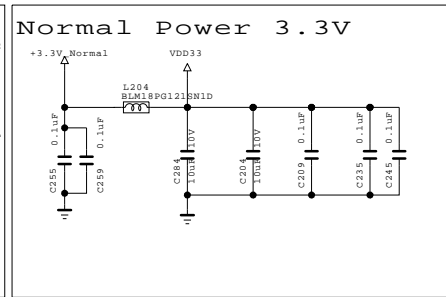 Normal Power 3.3V
+3.3V_Normal
VDD33
L204
BLM18PG121SN1D
C255 0.1uF
C259 0.1uF
C284 10uF 10V
C204 10uF 10V
C209 0.1uF
C235 0.1uF
C245 0.1uF